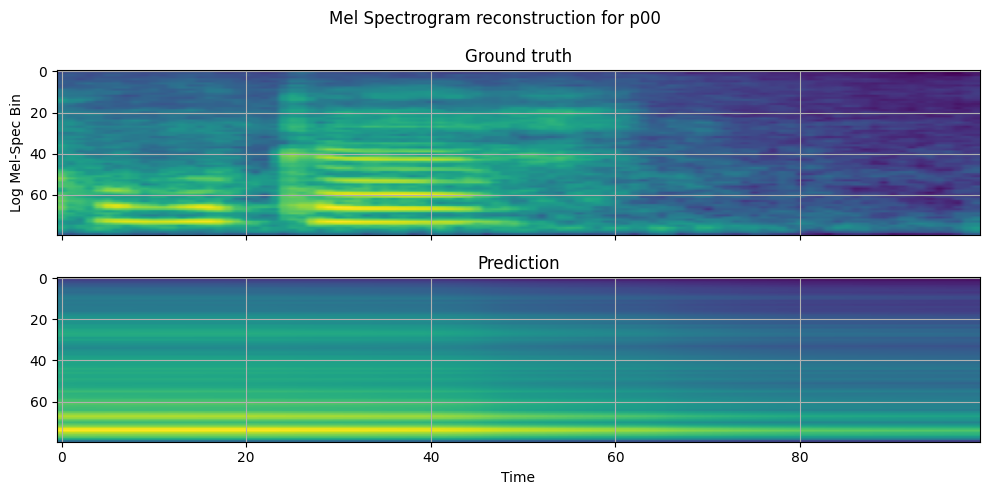 Mel Spectrogram reconstruction for p00
Ground truth
0
20
40
60
Log Mel-Spec Bin
Prediction
0
20
40
60
0 20 40 60 80
Time